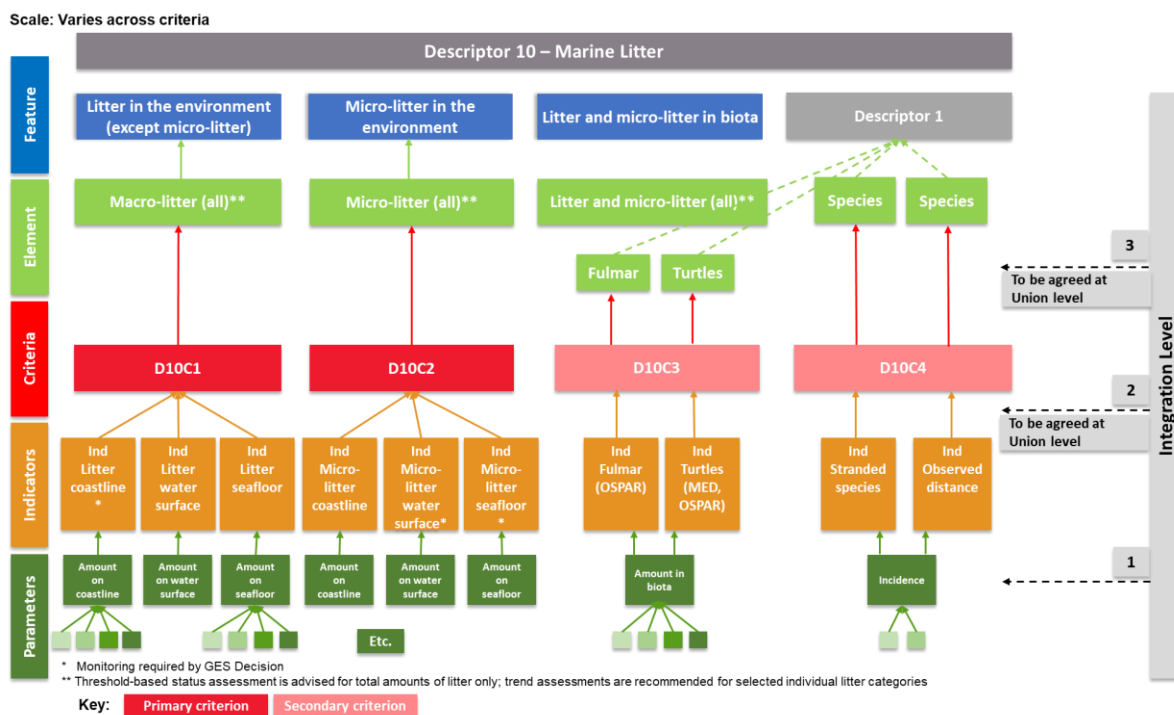 Scale: Varies across criteria
Descriptor 10 – Marine Litter
Feature
Litter in the environment
(except micro-litter)
Micro-litter in the
environment
Litter and micro-litter in biota
Descriptor 1
Element
Macro-litter (all)**
Micro-litter (all)**
Litter and micro-litter (all)**
Species
Species
Fulmar
Turtles
3
To be agreed at
Union level
Criteria
D10C1
D10C2
D10C3
D10C4
2
To be agreed at
Union level
Integration Level
Indicators
Ind
Litter
coastline
*
Ind
Litter
water
surface
Ind
Litter
seafloor
Ind
Micro-
litter
coastline
Ind
Micro-
litter
water
surface*
Ind
Micro-
litter
seafloor
*
Ind
Fulmar
(OSPAR)
Ind
Turtles
(MED,
OSPAR)
Ind
Stranded
species
Ind
Observed
distance
Parameters
Amount
on
coastline
Amount
on water
surface
Amount
on
seafloor
Amount
on
coastline
Amount
on water
surface
Amount
on
seafloor
Amount in
biota
Incidence
1
Etc.
* Monitoring required by GES Decision
** Threshold-based status assessment is advised for total amounts of litter only; trend assessments are recommended for selected individual litter categories
Key:
Primary criterion
Secondary criterion